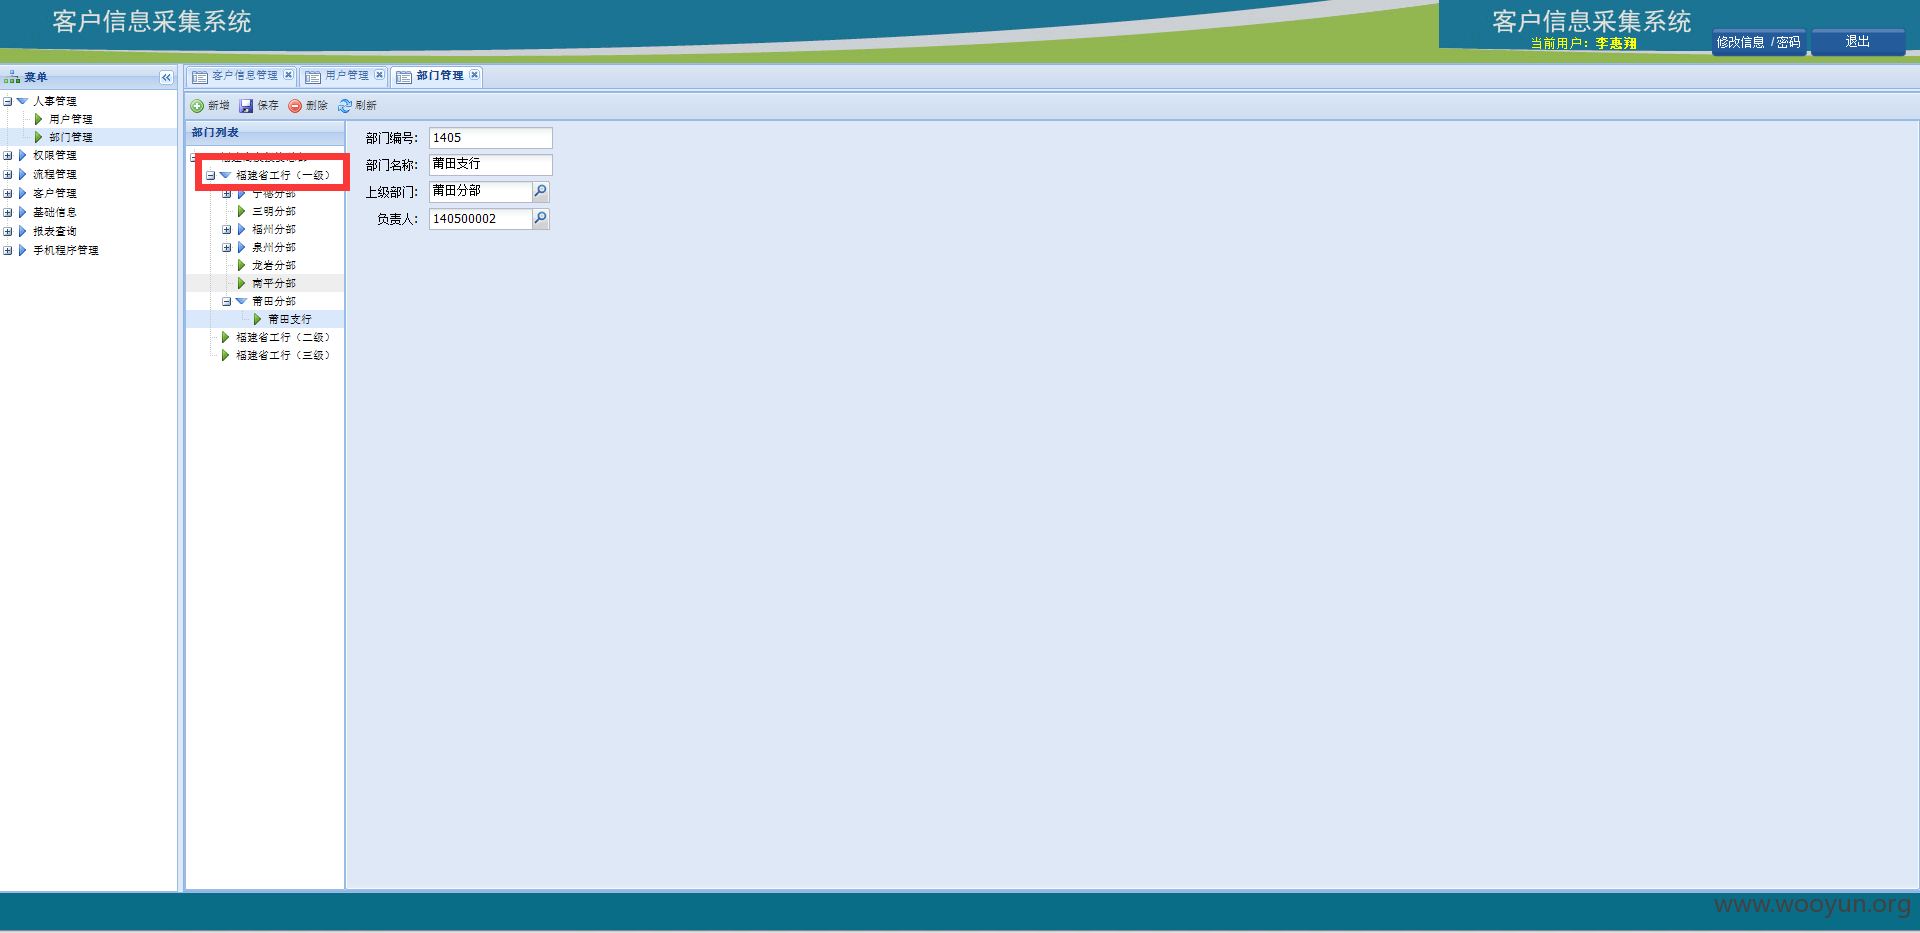 客户信息采集系统
客户信息采集系统
当前用户：李惠翔
修改信息 /密码
退出
菜单
人事管理
用户管理
部门管理
权限管理
流程管理
客户管理
基础信息
报表查询
手机程序管理
客户信息管理
用户管理
部门管理
新增
保存
删除
刷新
部门列表
福建省工行（一级）
宁德分部
三明分部
福州分部
泉州分部
龙岩分部
南平分部
莆田分部
莆田支行
福建省工行（二级）
福建省工行（三级）
部门编号：
1405
部门名称：
莆田支行
上级部门：
莆田分部
负责人：
140500002
www.wooyun.org